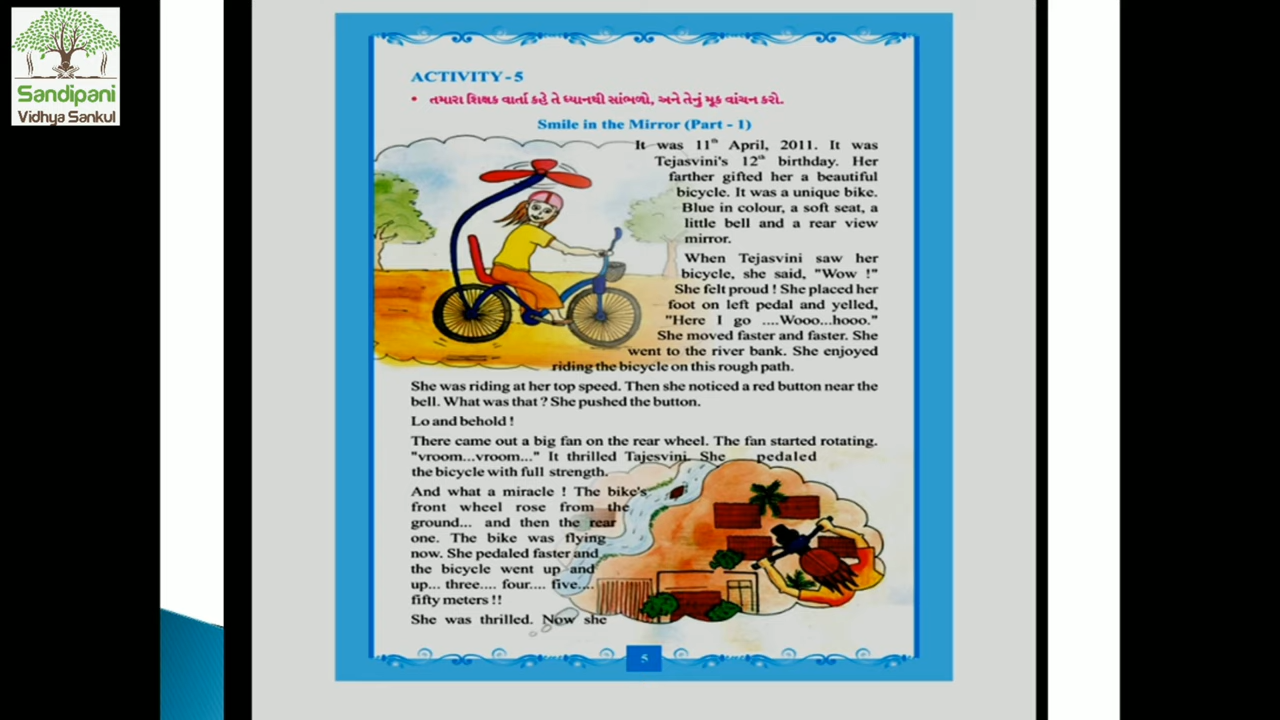 Sandipani
Vidhya Sankul
ACTIVITY - 5
• તમારા શિક્ષક વાર્તા કહે તે ધ્યાનથી સાંભળો, અને તેનું મૂક વાંચન કરો.
Smile in the Mirror (Part - 1)
It was 11th April, 2011. It was
Tejasvini's 12th birthday. Her
farther gifted her a beautiful
bicycle. It was a unique bike.
Blue in colour, a soft seat, a
little bell and a rear view
mirror.
When Tejasvini saw her
bicycle, she said, "Wow !"
She felt proud ! She placed her
foot on left pedal and yelled,
"Here I go ....Wooo...hooo."
She moved faster and faster. She
went to the river bank. She enjoyed
riding the bicycle on this rough path.
She was riding at her top speed. Then she noticed a red button near the
bell. What was that ? She pushed the button.
Lo and behold !
There came out a big fan on the rear wheel. The fan started rotating.
"vroom...vroom..." It thrilled Tajesvini. She pedaled
the bicycle with full strength.
And what a miracle ! The bike's
front wheel rose from the
ground... and then the rear
one. The bike was flying
now. She pedaled faster and
the bicycle went up and
up... three.... four.... five....
fifty meters !!
She was thrilled. Now she
5